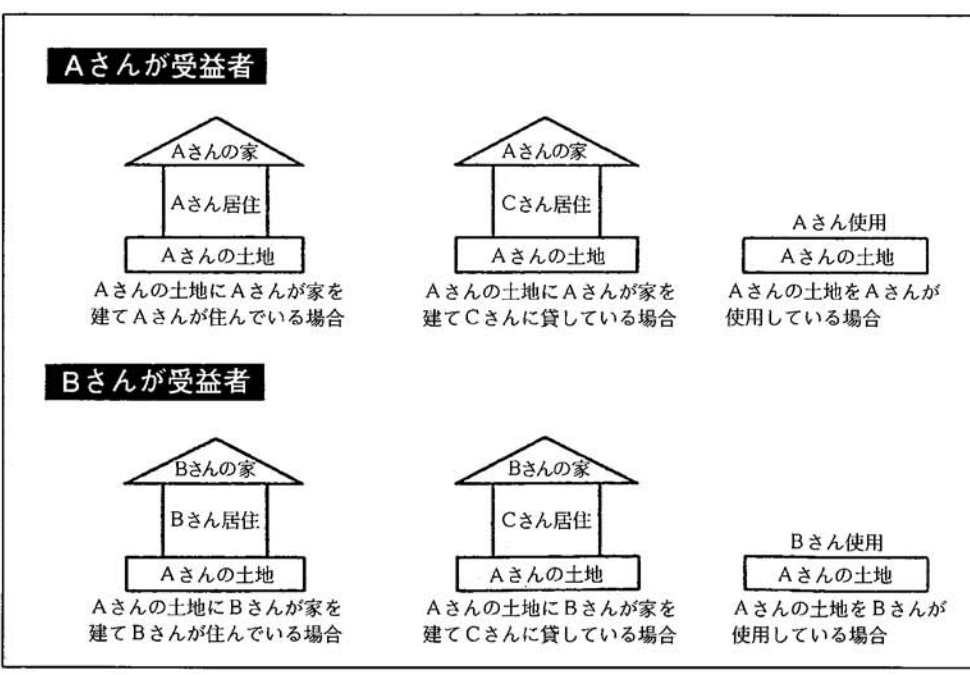 Aさんが受益者
Aさんの家
Aさん居住
Aさんの土地
Aさんの土地にAさんが家を
建てAさんが住んでいる場合
Aさんの家
Cさん居住
Aさんの土地
Aさんの土地にAさんが家を
建てCさんに貸している場合
Aさん使用
Aさんの土地
Aさんの土地をAさんが
使用している場合
Bさんが受益者
Bさんの家
Bさん居住
Aさんの土地
Aさんの土地にBさんが家を
建てBさんが住んでいる場合
Bさんの家
Cさん居住
Aさんの土地
Aさんの土地にBさんが家を
建てCさんに貸している場合
Bさん使用
Aさんの土地
Aさんの土地をBさんが
使用している場合